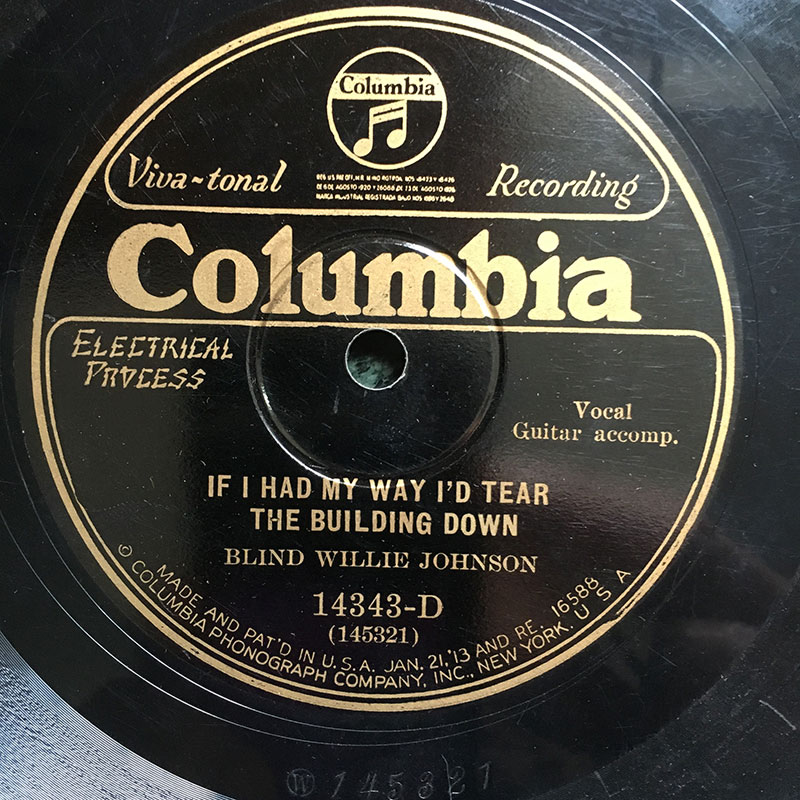 Columbia
Viva-tonal Recording
Columbia
ELECTRICAL
PROCESS
Vocal
Guitar accomp.
IF I HAD MY WAY I'D TEAR
THE BUILDING DOWN
BLIND WILLIE JOHNSON
14343-D
(145321)
MADE AND PAT'D IN U.S.A. JAN. 21,'13 AND RE. 16588
© COLUMBIA PHONOGRAPH COMPANY, INC., NEW YORK. U S A
W 145321